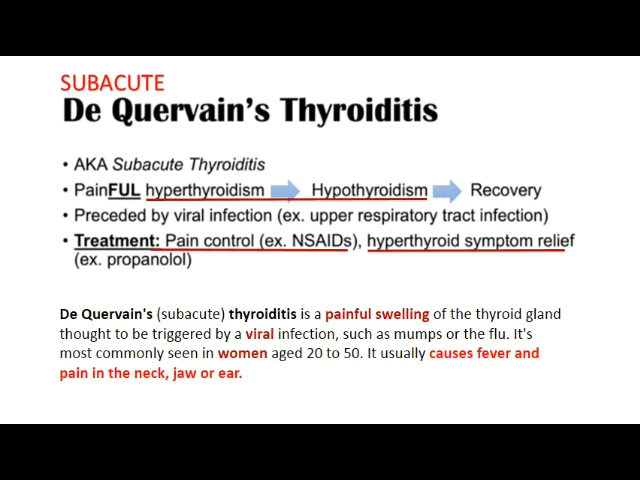 SUBACUTE
De Quervain's Thyroiditis
• AKA Subacute Thyroiditis
• PainFUL hyperthyroidism Hypothyroidism Recovery
• Preceded by viral infection (ex. upper respiratory tract infection)
• Treatment: Pain control (ex. NSAIDs), hyperthyroid symptom relief
(ex. propanolol)
De Quervain's (subacute) thyroiditis is a painful swelling of the thyroid gland
thought to be triggered by a viral infection, such as mumps or the flu. It's
most commonly seen in women aged 20 to 50. It usually causes fever and
pain in the neck, jaw or ear.